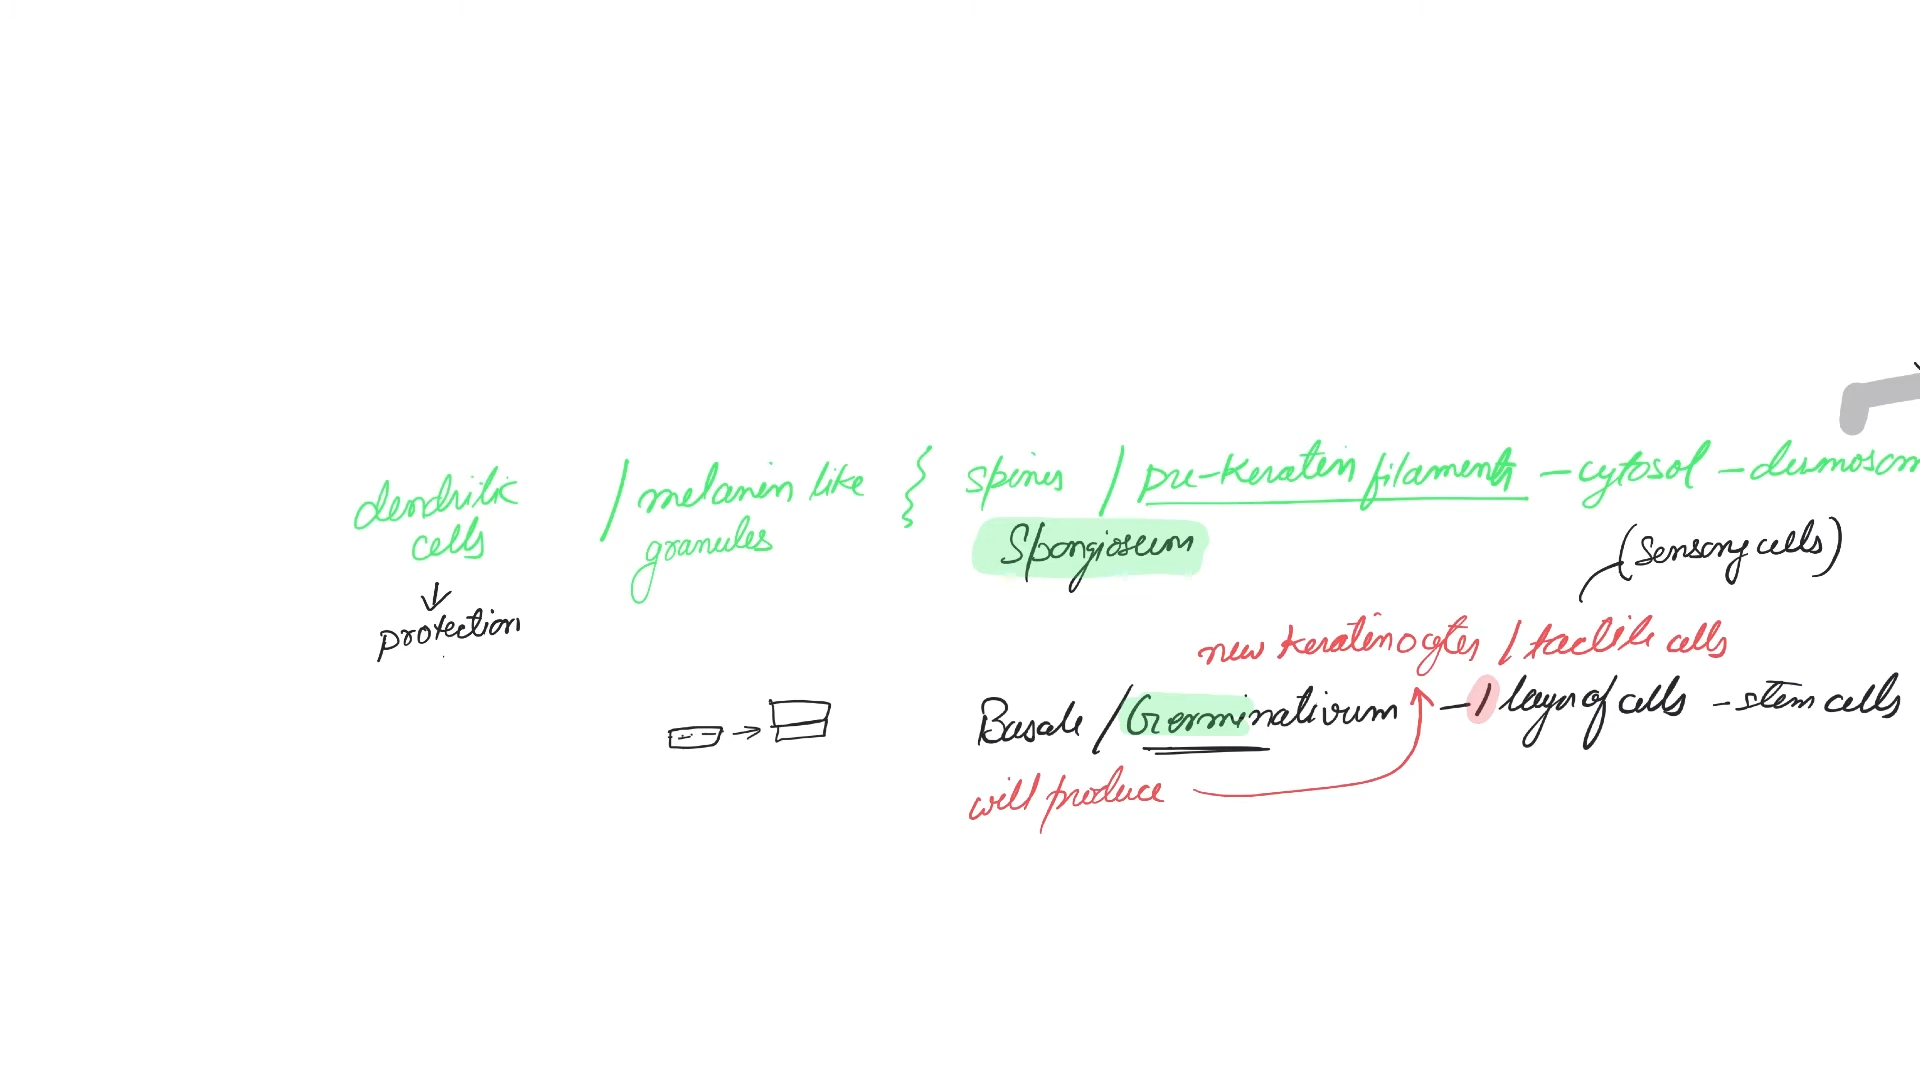 dendritic / melanin like { spines / pre-keratin filaments - cytosol - desmosom
cells granules Spongioseum
(Sensory cells)
↓
protection
new keratinocytes / tactile cells
Basale / Germinativum - 1 layer of cells - stem cells
will produce